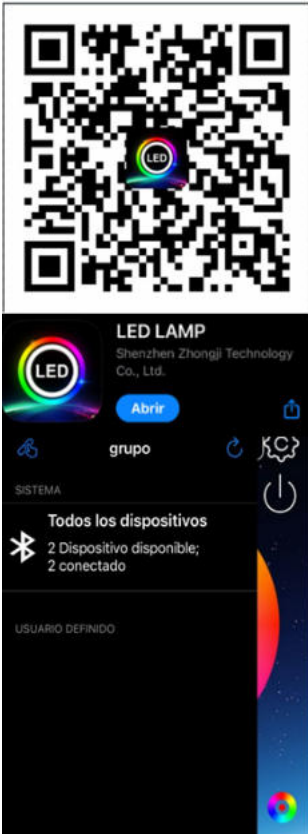 LED
LED
LED LAMP
Shenzhen Zhongji Technology
Co., Ltd.
Abrir
grupo
SISTEMA
Todos los dispositivos
2 Dispositivo disponible;
2 conectado
USUARIO DEFINIDO